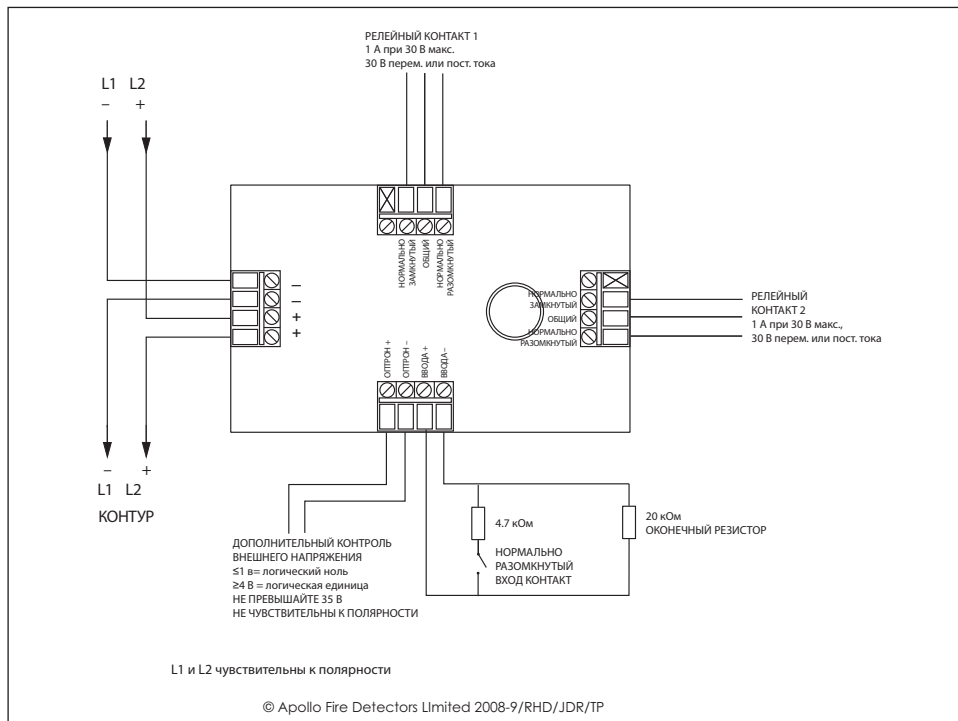 РЕЛЕЙНЫЙ КОНТАКТ 1
1 А при 30 В макс.
30 В перем. или пост. тока
L1 L2
– +
НОРМАЛЬНО
ЗАМКНУТЫЙ
ОБЩИЙ
НОРМАЛЬНО
РАЗОМКНУТЫЙ
–
–
+
+
НОРМАЛЬНО
ЗАМКНУТЫЙ
ОБЩИЙ
НОРМАЛЬНО
РАЗОМКНУТЫЙ
РЕЛЕЙНЫЙ
КОНТАКТ 2
1 А при 30 В макс.,
30 В перем. или пост. тока
ОПТРОН +
ОПТРОН –
ВВОДА +
ВВОДА –
– +
L1 L2
КОНТУР
ДОПОЛНИТЕЛЬНЫЙ КОНТРОЛЬ
ВНЕШНЕГО НАПРЯЖЕНИЯ
≤1 в= логический ноль
≥4 В = логическая единица
НЕ ПРЕВЫШАЙТЕ 35 В
НЕ ЧУВСТВИТЕЛЬНЫ К ПОЛЯРНОСТИ
4.7 кОм
НОРМАЛЬНО
РАЗОМКНУТЫЙ
ВХОД КОНТАКТ
20 кОм
ОКОНЕЧНЫЙ РЕЗИСТОР
L1 и L2 чувствительны к полярности
© Apollo Fire Detectors LImited 2008-9/RHD/JDR/TP